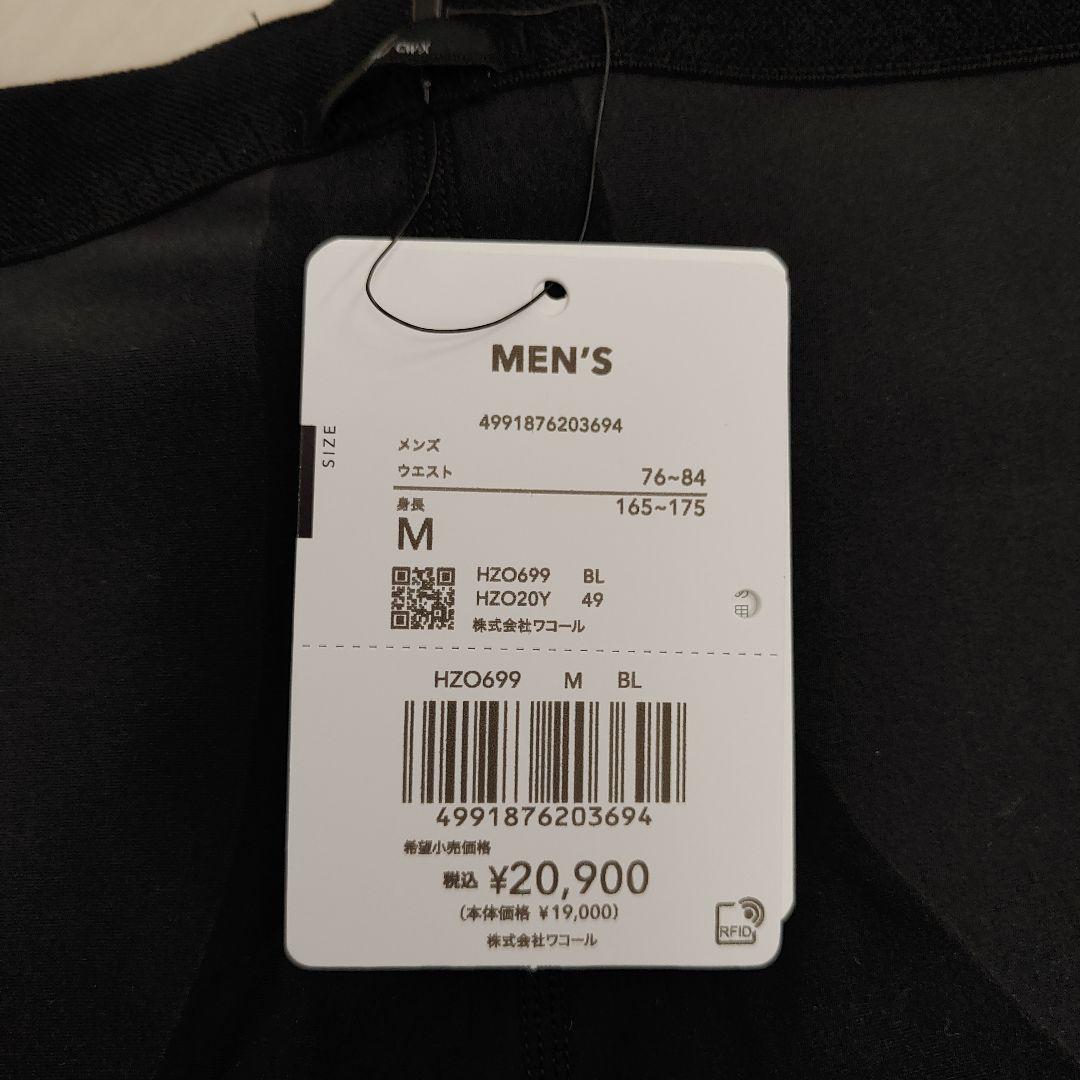 CW-X
MEN'S
4991876203694
SIZE
メンズ
ウエスト 76~84
身長 165~175
M
HZO699 BL
HZO20Y 49
株式会社ワコール
HZO699 M BL
4991876203694
希望小売価格
税込 ¥20,900
(本体価格 ¥19,000)
株式会社ワコール
RFID